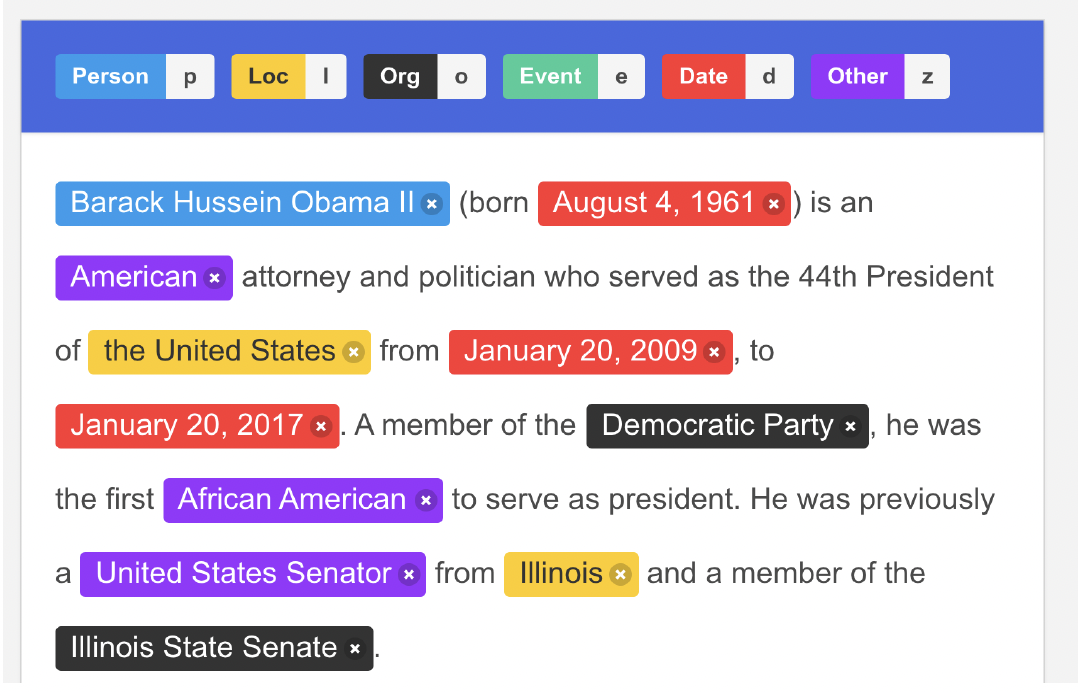 Person p Loc l Org o Event e Date d Other z
Barack Hussein Obama II × (born August 4, 1961 ×) is an
American × attorney and politician who served as the 44th President
of the United States × from January 20, 2009 ×, to
January 20, 2017 ×. A member of the Democratic Party ×, he was
the first African American × to serve as president. He was previously
a United States Senator × from Illinois × and a member of the
Illinois State Senate ×.